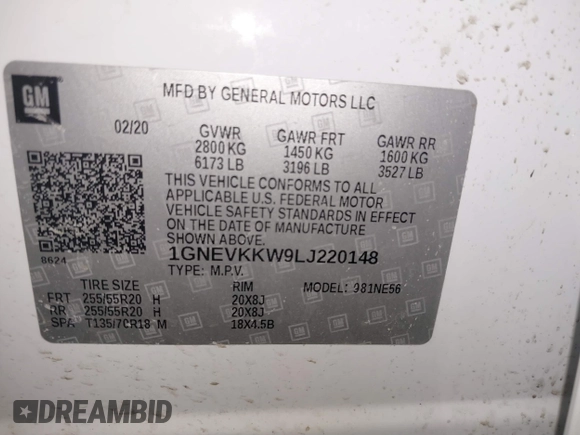 GM
MFD BY GENERAL MOTORS LLC
02/20 GVWR GAWR FRT GAWR RR
2800 KG 1450 KG 1600 KG
6173 LB 3196 LB 3527 LB
THIS VEHICLE CONFORMS TO ALL
APPLICABLE U.S. FEDERAL MOTOR
VEHICLE SAFETY STANDARDS IN EFFECT
ON THE DATE OF MANUFACTURE
SHOWN ABOVE.
8624
1GNEVKKW9LJ220148
TYPE: M.P.V. MODEL: 981NE56
TIRE SIZE RIM
FRT 255/55R20 H 20X8J
RR 255/55R20 H 20X8J
SPA T135/7CR18 M 18X4.5B
DREAMBID